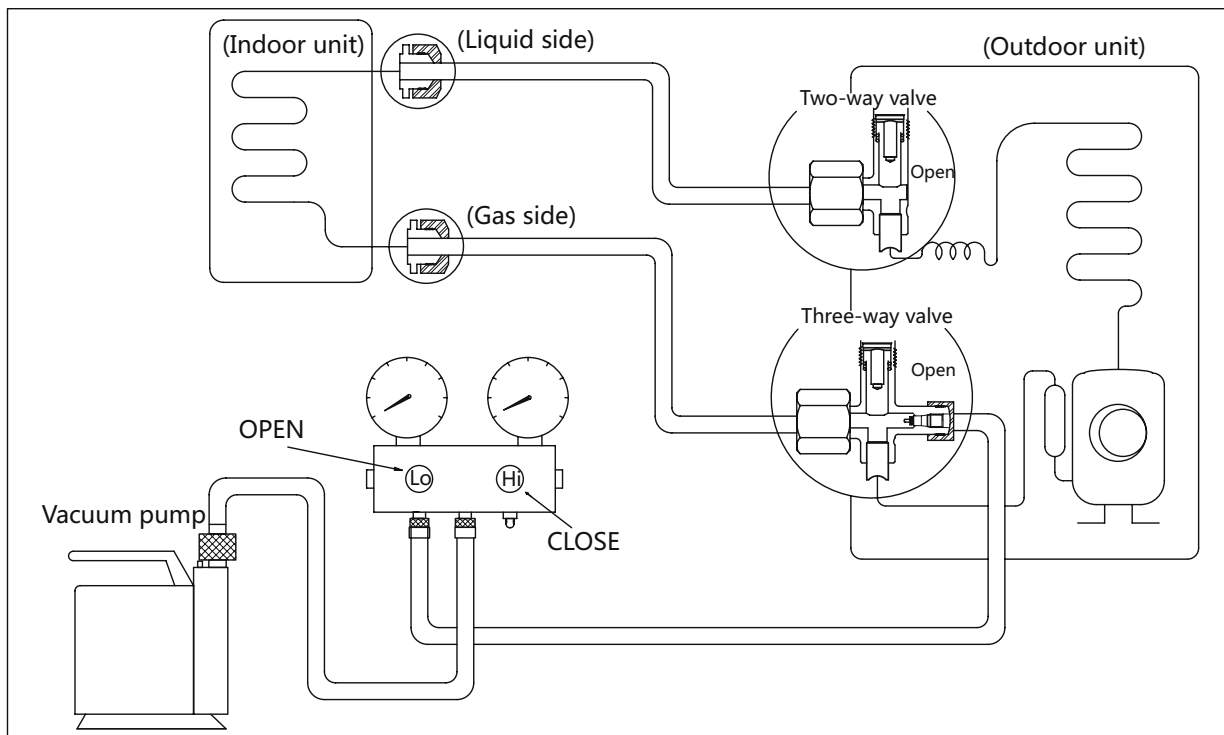 (Indoor unit)
(Liquid side)
(Outdoor unit)
Two-way valve
Open
(Gas side)
Three-way valve
Open
OPEN
Lo
Hi
CLOSE
Vacuum pump